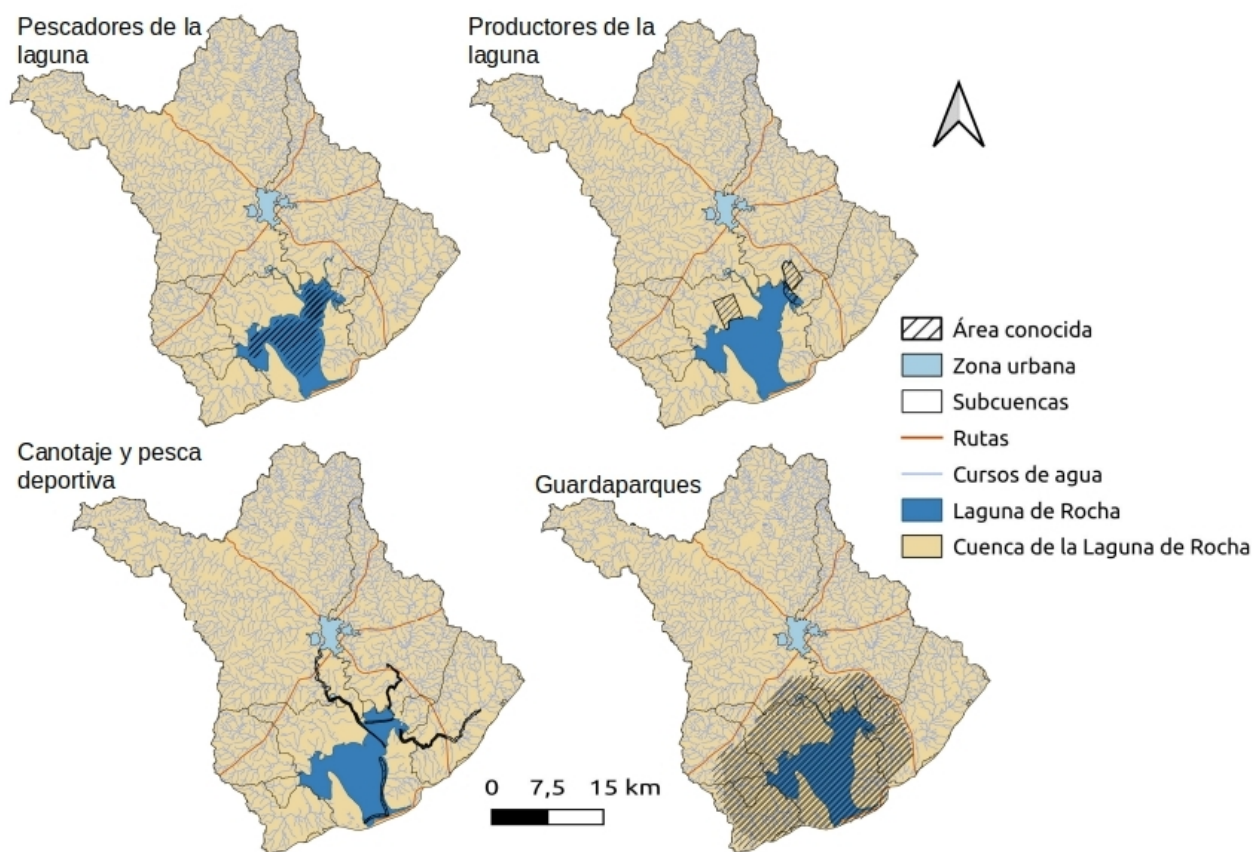 Pescadores de la
laguna
Productores de la
laguna
Área conocida
Zona urbana
Subcuencas
Rutas
Cursos de agua
Laguna de Rocha
Cuenca de la Laguna de Rocha
Canotaje y pesca
deportiva
Guardaparques
0 7,5 15 km